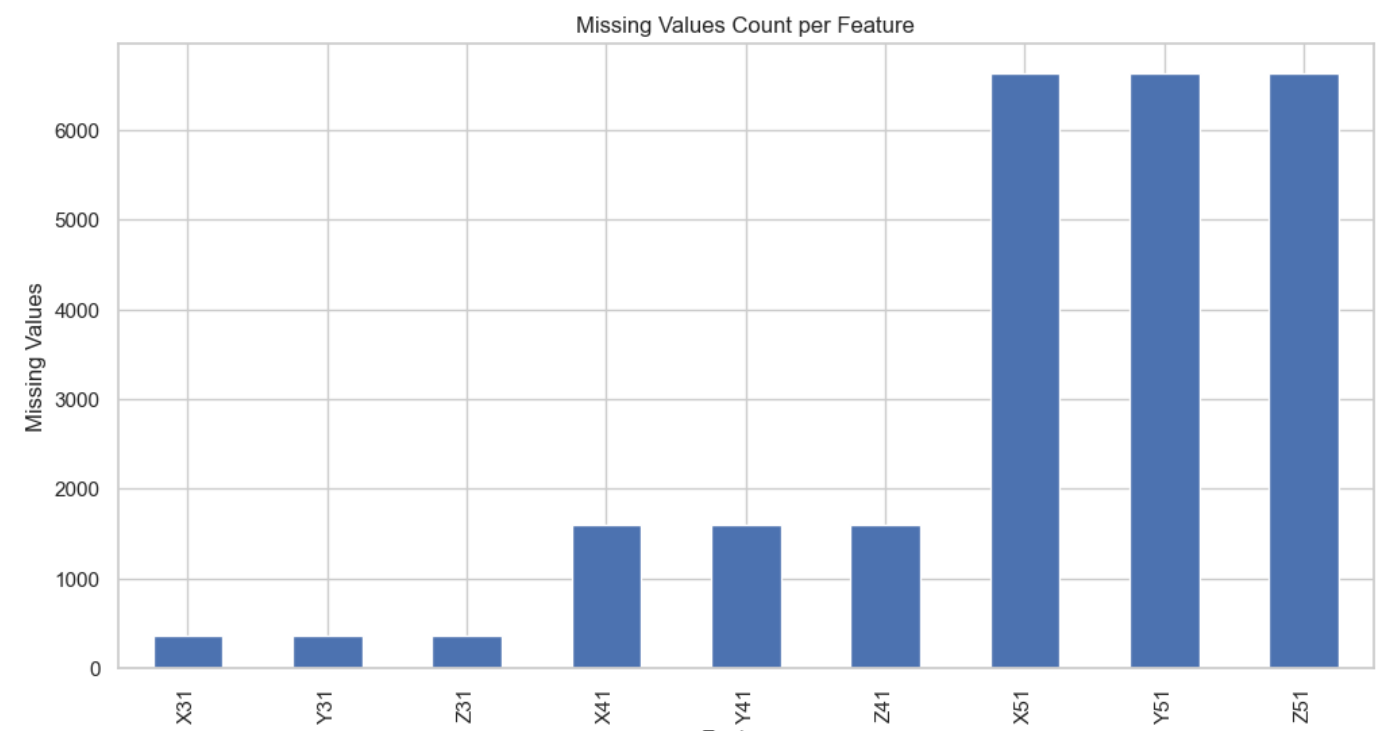 Missing Values Count per Feature
Missing Values
6000
5000
4000
3000
2000
1000
0
X31
Y31
Z31
X41
Y41
Z41
X51
Y51
Z51